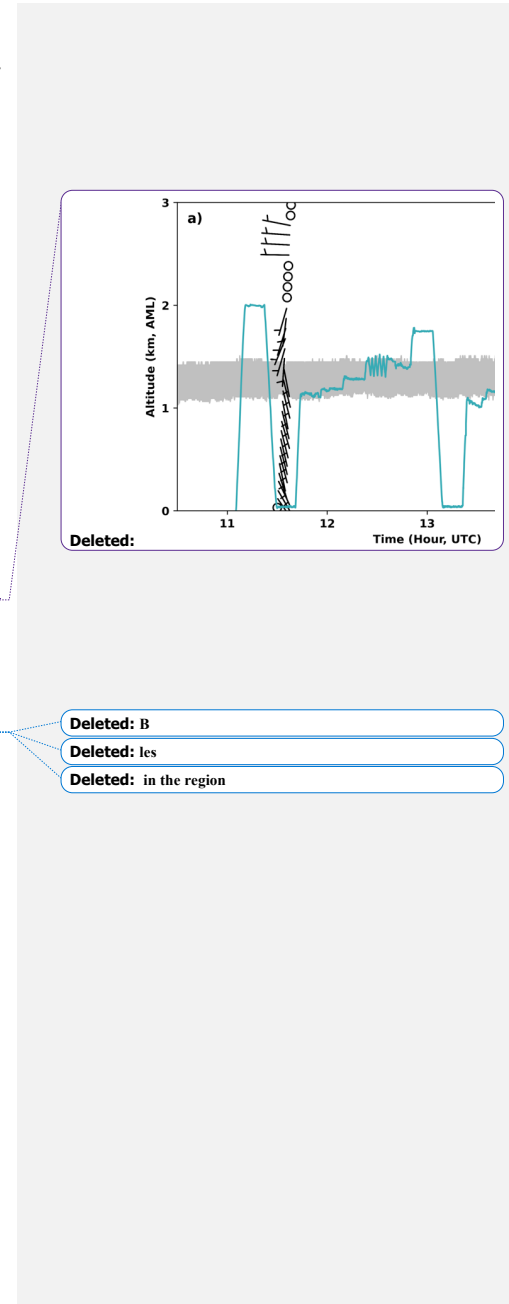 a)
3
2
1
0
Altitude (km, AML)
11 12 13
Time (Hour, UTC)
Deleted:
Deleted: B
Deleted: les
Deleted: in the region